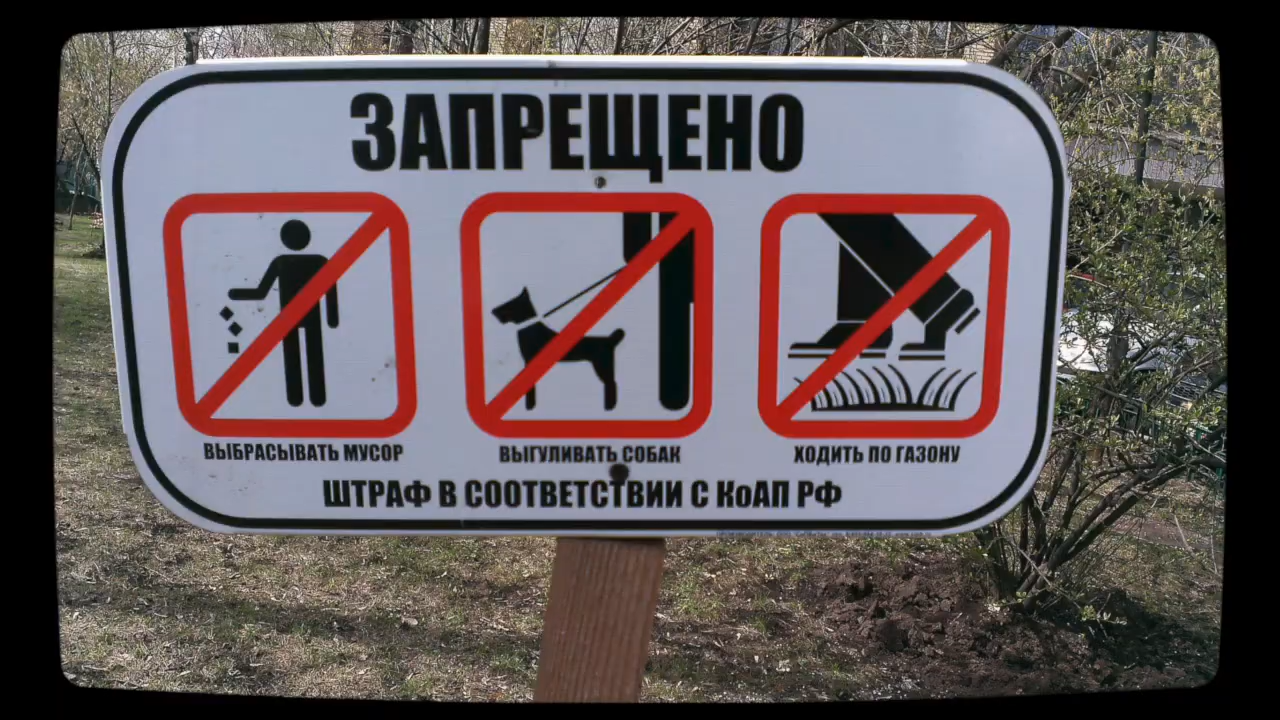 ЗАПРЕЩЕНО
ВЫБРАСЫВАТЬ МУСОР
ВЫГУЛИВАТЬ СОБАК
ХОДИТЬ ПО ГАЗОНУ
ШТРАФ В СООТВЕТСТВИИ С КоАП РФ